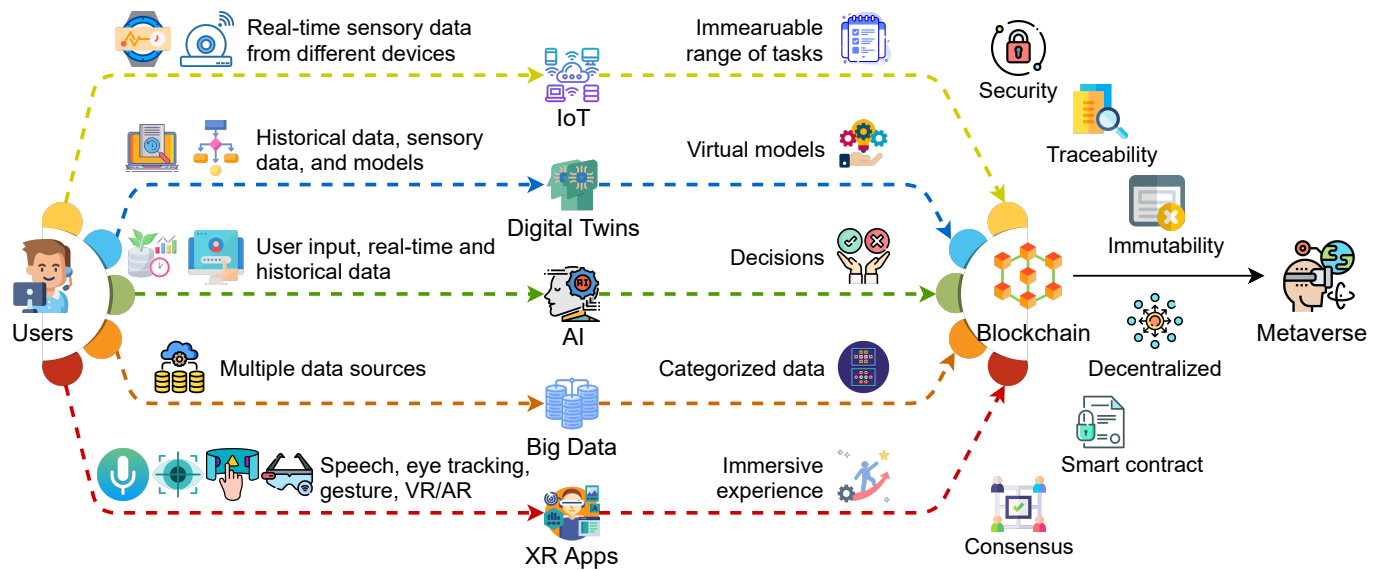 Real-time sensory data
from different devices
IoT
Immearuable
range of tasks
Security
Traceability
Historical data, sensory
data, and models
Digital Twins
Virtual models
Immutability
Users
User input, real-time and
historical data
AI
AI
Decisions
Blockchain
Metaverse
Decentralized
Multiple data sources
Big Data
Categorized data
Smart contract
Speech, eye tracking,
gesture, VR/AR
XR Apps
Immersive
experience
Consensus